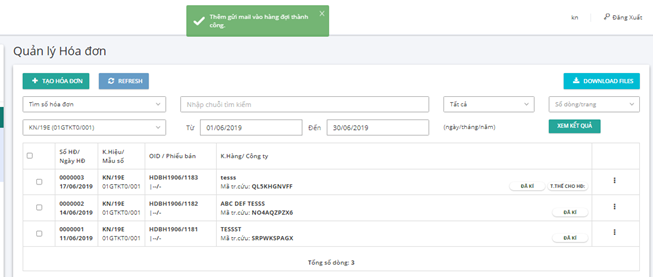 Thêm gửi mail vào hàng đợi thành
công.
kn
Đăng Xuất
Quản lý Hóa đơn
TẠO HÓA ĐƠN
REFRESH
DOWNLOAD FILES
Tìm số hóa đơn
Nhập chuỗi tìm kiếm
Tất cả
Số dòng/trang
KN/19E (01GTKT0/001)
Từ 01/06/2019 Đến 30/06/2019 (ngày/tháng/năm)
XEM KẾT QUẢ
Số HĐ/
Ngày HĐ
K.Hiệu/
Mẫu số
OID / Phiếu bán
K.Hàng/ Công ty
0000003
17/06/2019
KN/19E
01GTKT0/001
HDBH1906/1183
|--/-
tesss
Mã tr.cứu: QL5KHGNVFF
ĐÃ KÍ
T.THẾ CHO HĐ:
0000002
14/06/2019
KN/19E
01GTKT0/001
HDBH1906/1182
|--/-
ABC DEF TESSS
Mã tr.cứu: NO4AQZPZX6
ĐÃ KÍ
0000001
11/06/2019
KN/19E
01GTKT0/001
HDBH1906/1181
|--/-
TESSST
Mã tr.cứu: SRPWKSPAGX
ĐÃ KÍ
Tổng số dòng: 3